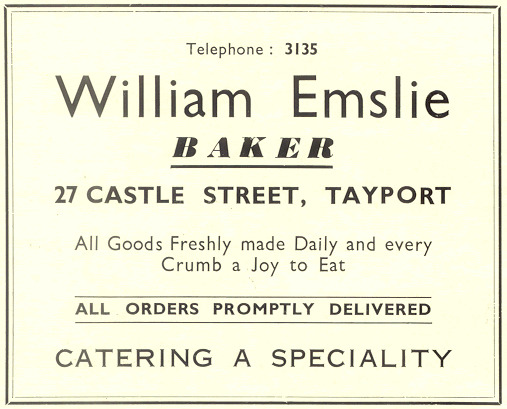 Telephone : 3135
William Emslie
BAKER
27 CASTLE STREET, TAYPORT
All Goods Freshly made Daily and every
Crumb a Joy to Eat
ALL ORDERS PROMPTLY DELIVERED
CATERING A SPECIALITY